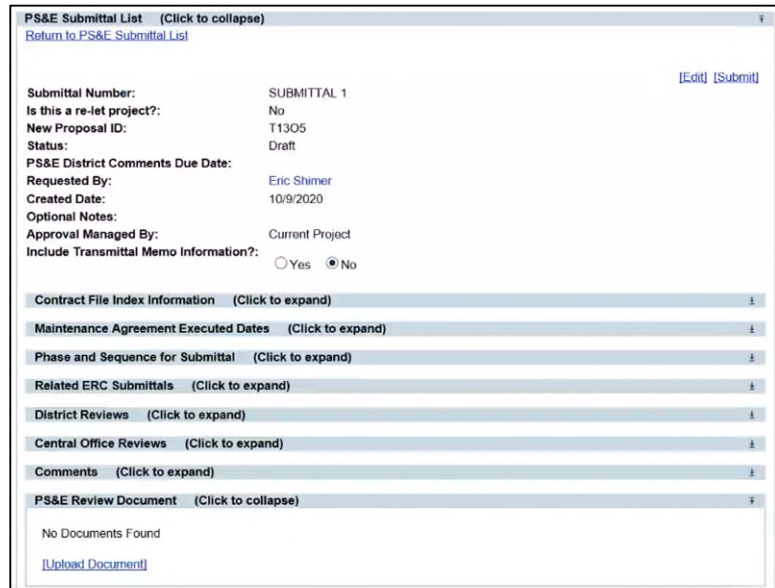 PS&E Submittal List (Click to collapse)
Return to PS&E Submittal List
[Edit] [Submit]
Submittal Number: SUBMITTAL 1
Is this a re-let project?: No
New Proposal ID: T13O5
Status: Draft
PS&E District Comments Due Date:
Requested By: Eric Shimer
Created Date: 10/9/2020
Optional Notes:
Approval Managed By: Current Project
Include Transmittal Memo Information?: Yes No
Contract File Index Information (Click to expand)
Maintenance Agreement Executed Dates (Click to expand)
Phase and Sequence for Submittal (Click to expand)
Related ERC Submittals (Click to expand)
District Reviews (Click to expand)
Central Office Reviews (Click to expand)
Comments (Click to expand)
PS&E Review Document (Click to collapse)
No Documents Found
[Upload Document]